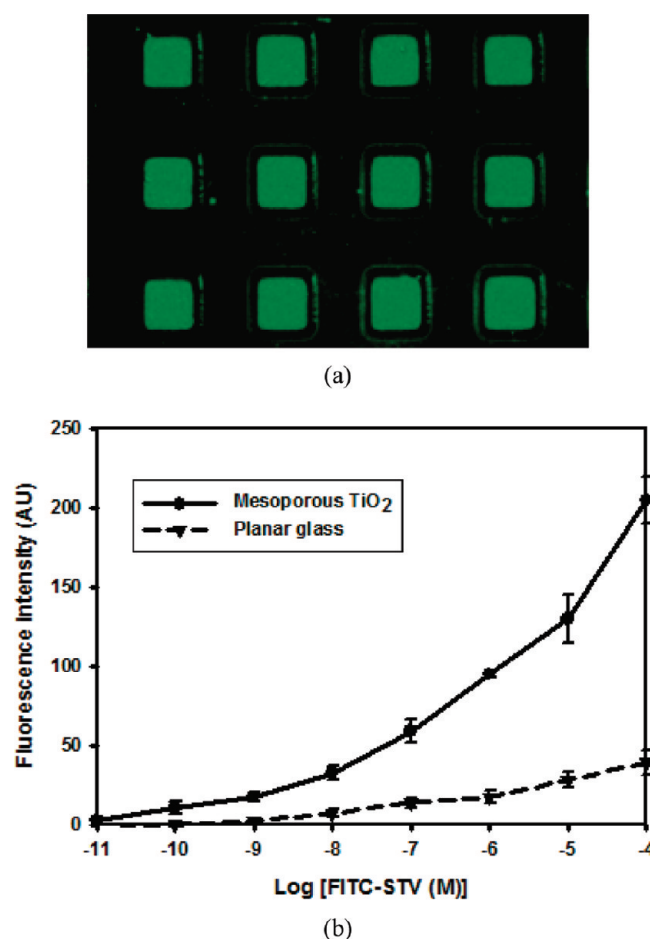 (a)
250
200
150
100
50
0
Fluorescence Intensity (AU)
Mesoporous TiO₂
Planar glass
-11 -10 -9 -8 -7 -6 -5 -4
Log [FITC-STV (M)]
(b)